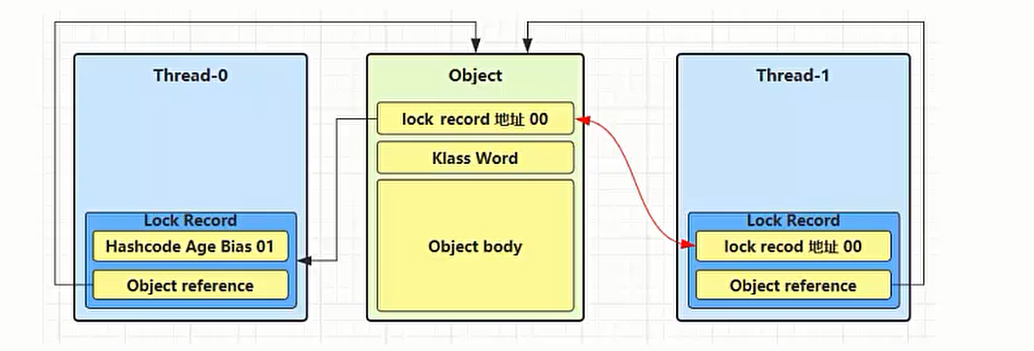 Thread-0
Object
Thread-1
lock record 地址 00
Klass Word
Object body
Lock Record
Hashcode Age Bias 01
Object reference
Lock Record
lock recod 地址 00
Object reference